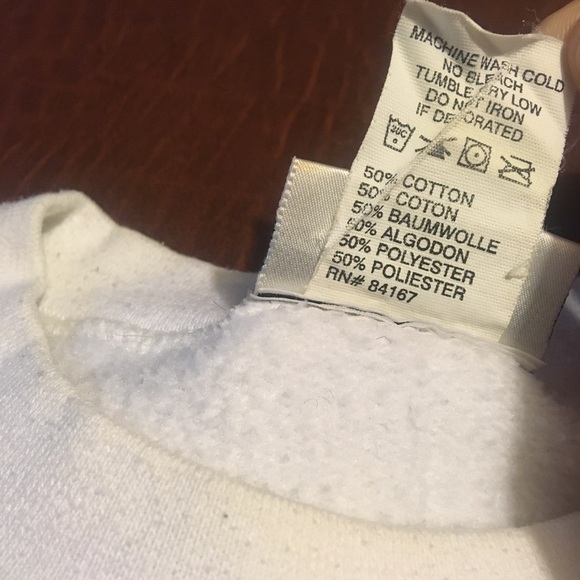 MACHINE WASH COLD
NO BLEACH
TUMBLE DRY LOW
DO NOT IRON
IF DECORATED
30C
50% COTTON
50% COTON
50% BAUMWOLLE
50% ALGODON
50% POLYESTER
50% POLIESTER
RN# 84167